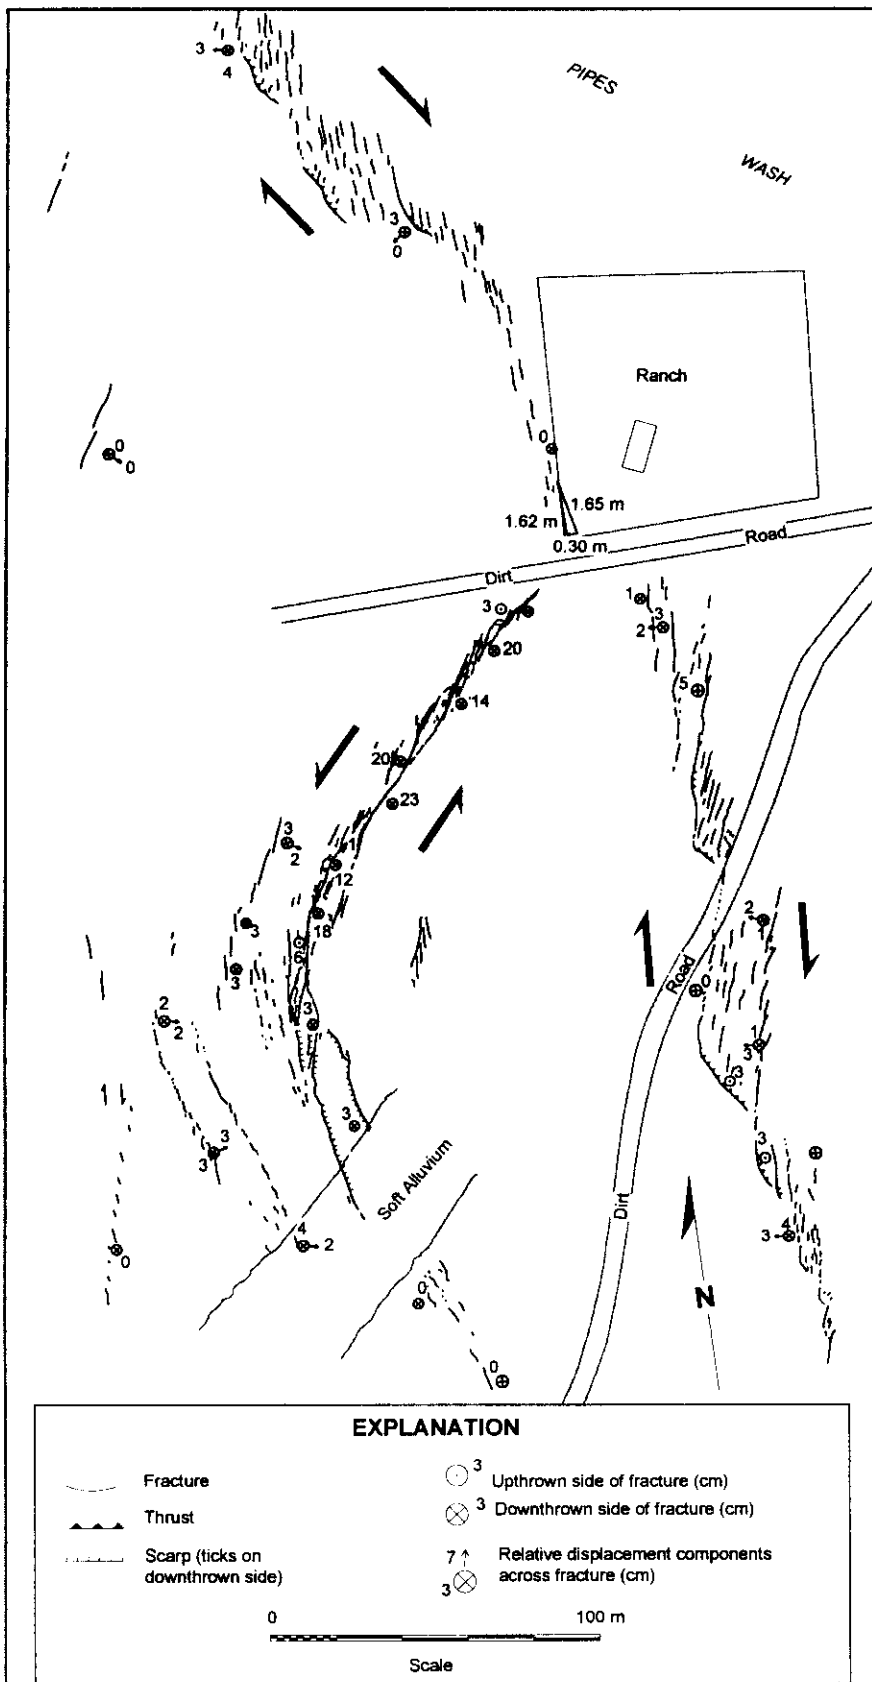 3
4
PIPES
WASH
3
0
Ranch
0
0
0
1.65 m
1.62 m
0.30 m
Road
Dirt
3
1
3
2
20
5
14
20
23
3
2
1
12
2
18
3
6
Road
3
0
2
2
3
1
3
3
1
3
3
3
3
Soft Alluvium
4
2
4
3
Dirt
0
0
N
0
EXPLANATION
Fracture
3
Upthrown side of fracture (cm)
Thrust
3 Downthrown side of fracture (cm)
Scarp (ticks on
downthrown side)
7
3
Relative displacement components
across fracture (cm)
0
100 m
Scale